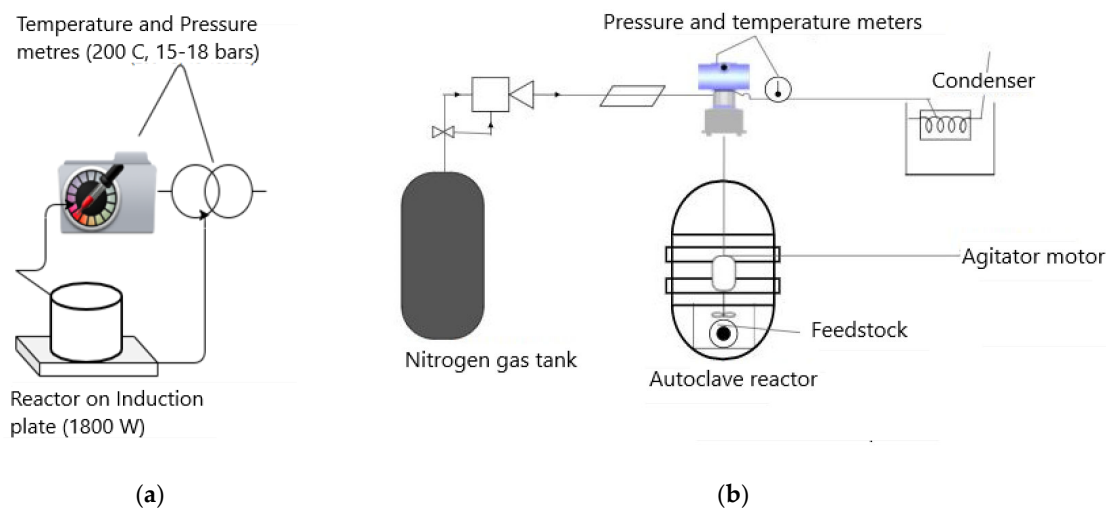 Temperature and Pressure
metres (200 C, 15-18 bars)
Reactor on Induction
plate (1800 W)
(a)
Pressure and temperature meters
Condenser
Agitator motor
Feedstock
Nitrogen gas tank
Autoclave reactor
(b)